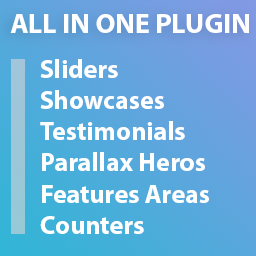 ALL IN ONE PLUGIN
Sliders
Showcases
Testimonials
Parallax Heros
Features Areas
Counters